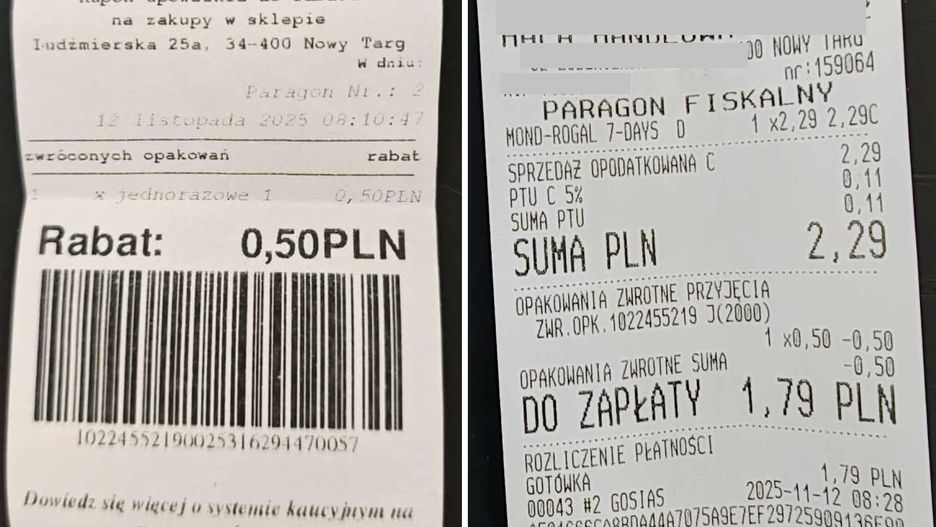 na zakupy w sklepie
Ludźmierska 25a, 34-400 Nowy Targ
W dniu:
Paragon Nr.: 2
12 listopada 2025 08:10:47
zwróconych opakowań rabat
1 x jednorazowe 1 0,50PLN
Rabat: 0,50PLN
10224552190025316294470057
Dowiedz się więcej o systemie kaucyjnym na
00 NOWY TARG
nr:159064
PARAGON FISKALNY
MOND-ROGAL 7-DAYS D 1 x2,29 2,29C
SPRZEDAŻ OPODATKOWANA C 2,29
PTU C 5% 0,11
SUMA PTU 0,11
SUMA PLN 2,29
OPAKOWANIA ZWROTNE PRZYJĘCIA
ZWR.OPK.1022455219 J(2000)
1 x0,50 -0,50
OPAKOWANIA ZWROTNE SUMA -0,50
DO ZAPŁATY 1,79 PLN
ROZLICZENIE PŁATNOŚCI
GOTÓWKA 1,79 PLN
00043 #2 GOSIAS 2025-11-12 08:28